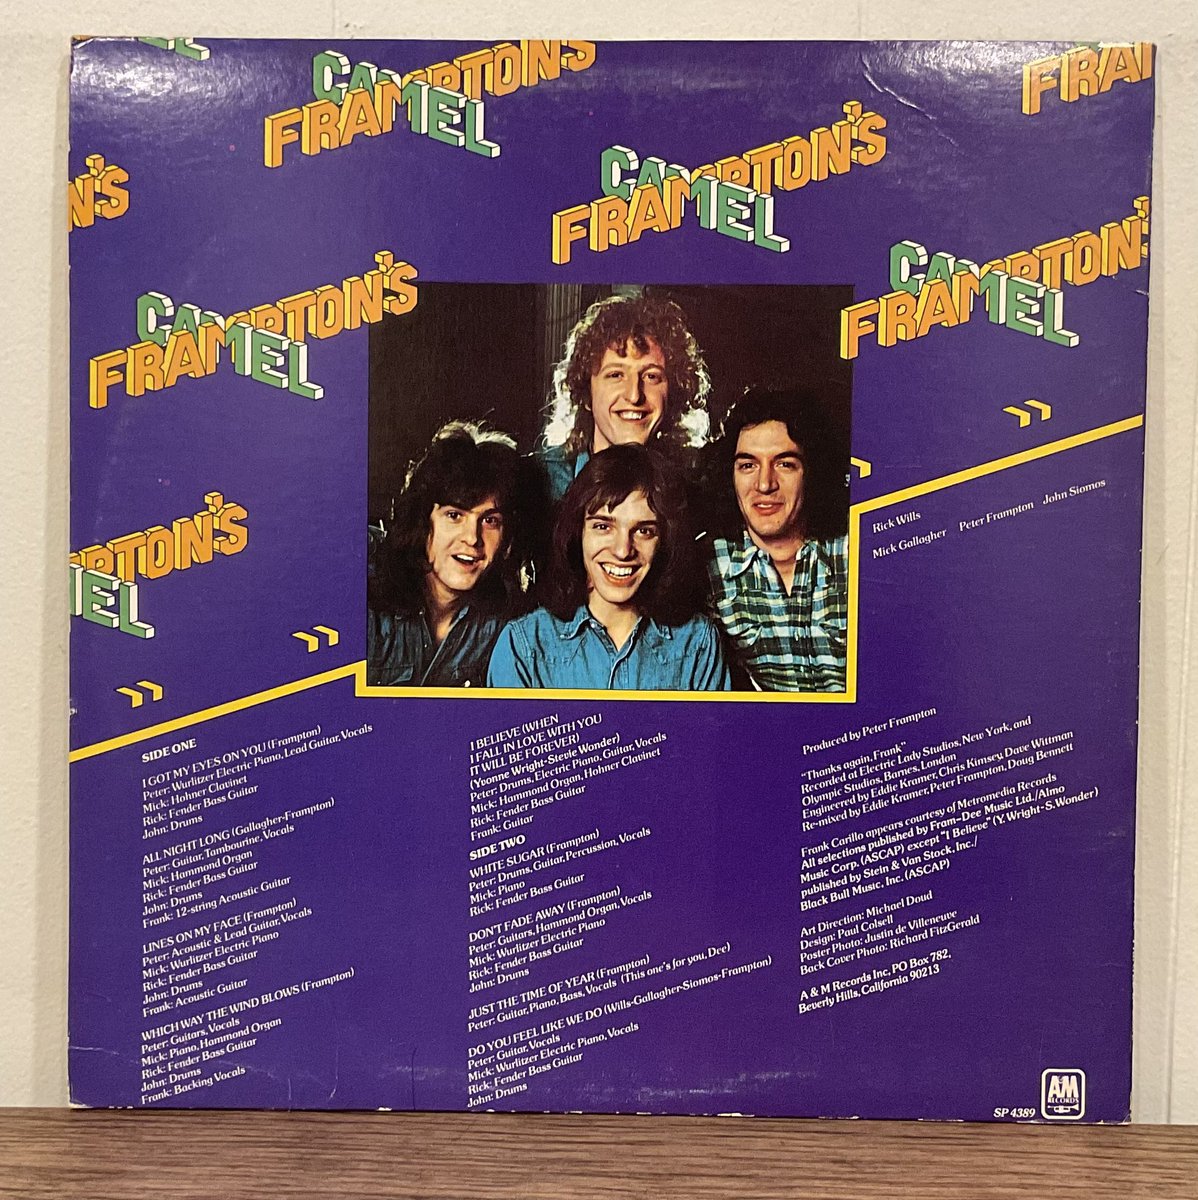 CAMEL
FRAMPTON'S
FRA
CAMEL
FRAMPTON'S
N'S
CAMEL
FRAMPTON'S
CAMEL
FRAMPTON'S
PTON'S
MEL
Rick Wills
Mick Gallagher Peter Frampton John Siomos
SIDE ONE
I GOT MY EYES ON YOU (Frampton)
Peter: Wurlitzer Electric Piano, Lead Guitar, Vocals
Mick: Hohner Clavinet
Rick: Fender Bass Guitar
John: Drums
ALL NIGHT LONG (Gallagher-Frampton)
Peter: Guitar, Tambourine, Vocals
Mick: Hammond Organ
Rick: Fender Bass Guitar
John: Drums
Frank: 12-string Acoustic Guitar
LINES ON MY FACE (Frampton)
Peter: Acoustic & Lead Guitar, Vocals
Mick: Wurlitzer Electric Piano
Rick: Fender Bass Guitar
John: Drums
Frank: Acoustic Guitar
WHICH WAY THE WIND BLOWS (Frampton)
Peter: Guitars, Vocals
Mick: Piano, Hammond Organ
Rick: Fender Bass Guitar
John: Drums
Frank: Backing Vocals
I BELIEVE (WHEN
I FALL IN LOVE WITH YOU
IT WILL BE FOREVER)
(Yvonne Wright-Stevie Wonder)
Peter: Drums, Electric Piano, Guitar, Vocals
Mick: Hammond Organ, Hohner Clavinet
Rick: Fender Bass Guitar
Frank: Guitar
SIDE TWO
WHITE SUGAR (Frampton)
Peter: Drums, Guitar, Percussion, Vocals
Mick: Piano
Rick: Fender Bass Guitar
DON'T FADE AWAY (Frampton)
Peter: Guitars, Hammond Organ, Vocals
Mick: Wurlitzer Electric Piano
Rick: Fender Bass Guitar
John: Drums
JUST THE TIME OF YEAR (Frampton)
Peter: Guitar, Piano, Bass, Vocals (This one's for you, Dee)
DO YOU FEEL LIKE WE DO (Wills-Gallagher-Siomos-Frampton)
Peter: Guitar, Vocals
Mick: Wurlitzer Electric Piano, Vocals
Rick: Fender Bass Guitar
John: Drums
Produced by Peter Frampton
"Thanks again, Frank"
Recorded at Electric Lady Studios, New York, and
Olympic Studios, Barnes, London
Engineered by Eddie Kramer, Chris Kimsey, Dave Wittman
Re-mixed by Eddie Kramer, Peter Frampton, Doug Bennett
Frank Carillo appears courtesy of Metromedia Records
All selections published by Fram-Dee Music Ltd./Almo
Music Corp. (ASCAP) except "I Believe" (Y. Wright - S. Wonder)
published by Stein & Van Stock, Inc./
Black Bull Music, Inc. (ASCAP)
Art Direction: Michael Doud
Design: Paul Colsell
Poster Photo: Justin de Villeneuve
Back Cover Photo: Richard FitzGerald
A & M Records Inc, PO Box 782,
Beverly Hills, California 90213
SP 4389
A&M
RECORDS